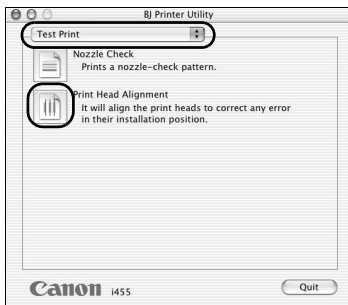 BJ Printer Utility
Test Print
Nozzle Check
Prints a nozzle-check pattern.
Print Head Alignment
It will align the print heads to correct any error
in their installation position.
Canon i455
Quit